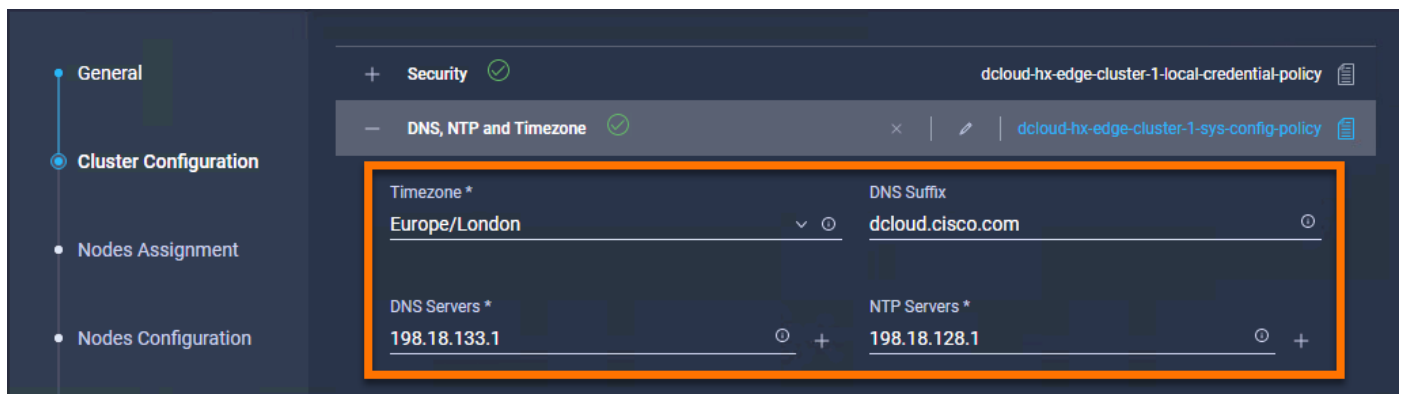 General
Cluster Configuration
Nodes Assignment
Nodes Configuration
+ Security dcloud-hx-edge-cluster-1-local-credential-policy
− DNS, NTP and Timezone × | | dcloud-hx-edge-cluster-1-sys-config-policy
Timezone * DNS Suffix
Europe/London dcloud.cisco.com
DNS Servers * NTP Servers *
198.18.133.1 + 198.18.128.1 +